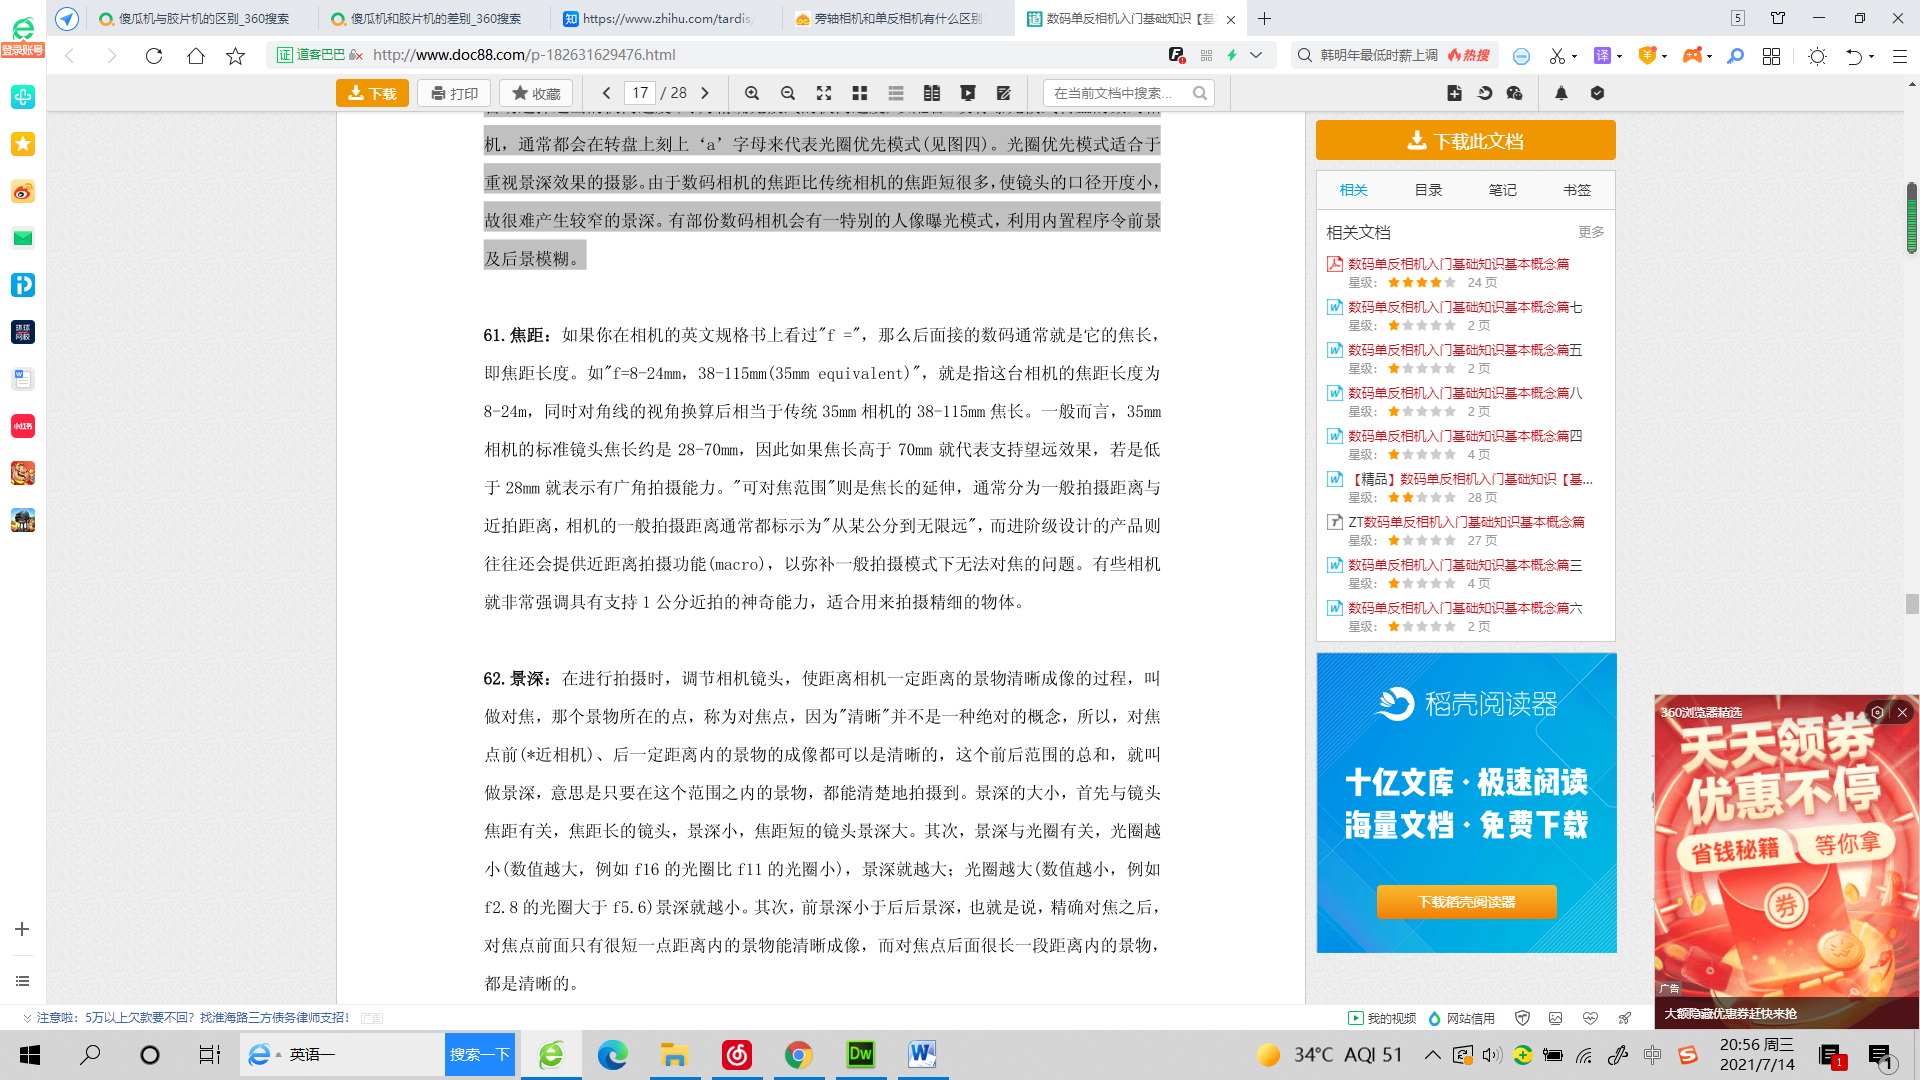 傻瓜机与胶片机的区别_360搜索
傻瓜机和胶片机的差别_360搜索
https://www.zhihu.com/tardis
旁轴相机和单反相机有什么区别
数码单反相机入门基础知识【基
5
登录账号
证 道客巴巴
http://www.doc88.com/p-182631629476.html
韩明年最低时薪上调
热搜
译
下载
打印
收藏
17 / 28
在当前文档中搜索...
机，通常都会在转盘上刻上‘a’字母来代表光圈优先模式(见图四)。光圈优先模式适合于
重视景深效果的摄影。由于数码相机的焦距比传统相机的焦距短很多，使镜头的口径开度小，
故很难产生较窄的景深。有部份数码相机会有一特别的人像曝光模式，利用内置程序令前景
及后景模糊。
61.焦距：如果你在相机的英文规格书上看过"f =",那么后面接的数码通常就是它的焦长，
即焦距长度。如"f=8-24mm，38-115mm(35mm equivalent)"，就是指这台相机的焦距长度为
8-24m，同时对角线的视角换算后相当于传统 35mm 相机的 38-115mm 焦长。一般而言，35mm
相机的标准镜头焦长约是 28-70mm，因此如果焦长高于 70mm 就代表支持望远效果，若是低
于 28mm 就表示有广角拍摄能力。"可对焦范围"则是焦长的延伸，通常分为一般拍摄距离与
近拍距离，相机的一般拍摄距离通常都标示为"从某公分到无限远"，而进阶级设计的产品则
往往还会提供近距离拍摄功能(macro)，以弥补一般拍摄模式下无法对焦的问题。有些相机
就非常强调具有支持 1 公分近拍的神奇能力，适合用来拍摄精细的物体。
62.景深：在进行拍摄时，调节相机镜头，使距离相机一定距离的景物清晰成像的过程，叫
做对焦，那个景物所在的点，称为对焦点，因为"清晰"并不是一种绝对的概念，所以，对焦
点前(*近相机)、后一定距离内的景物的成像都可以是清晰的，这个前后范围的总和，就叫
做景深，意思是只要在这个范围之内的景物，都能清楚地拍摄到。景深的大小，首先与镜头
焦距有关，焦距长的镜头，景深小，焦距短的镜头景深大。其次，景深与光圈有关，光圈越
小(数值越大，例如 f16 的光圈比 f11 的光圈小)，景深就越大；光圈越大(数值越小，例如
f2.8 的光圈大于 f5.6)景深就越小。其次，前景深小于后后景深，也就是说，精确对焦之后，
对焦点前面只有很短一点距离内的景物能清晰成像，而对焦点后面很长一段距离内的景物，
都是清晰的。
下载此文档
相关
目录
笔记
书签
相关文档
更多
数码单反相机入门基础知识基本概念篇
星级： 24 页
数码单反相机入门基础知识基本概念篇七
星级： 2 页
数码单反相机入门基础知识基本概念篇五
星级： 2 页
数码单反相机入门基础知识基本概念篇八
星级： 2 页
数码单反相机入门基础知识基本概念篇四
星级： 4 页
【精品】数码单反相机入门基础知识【基...
星级： 28 页
ZT数码单反相机入门基础知识基本概念篇
星级： 27 页
数码单反相机入门基础知识基本概念篇三
星级： 4 页
数码单反相机入门基础知识基本概念篇六
星级： 2 页
稻壳阅读器
十亿文库·极速阅读
海量文档·免费下载
下载稻壳阅读器
360浏览器精选
天天领券
优惠不停
省钱秘籍
等你拿
券
广告
大额隐藏优惠券赶快来抢
注意啦：5万以上欠款要不回？找淮海路三方债务律师支招！
广告
我的视频
网站信用
英语一
搜索一下
34°C AQI 51
中
20:56 周三
2021/7/14
1
1